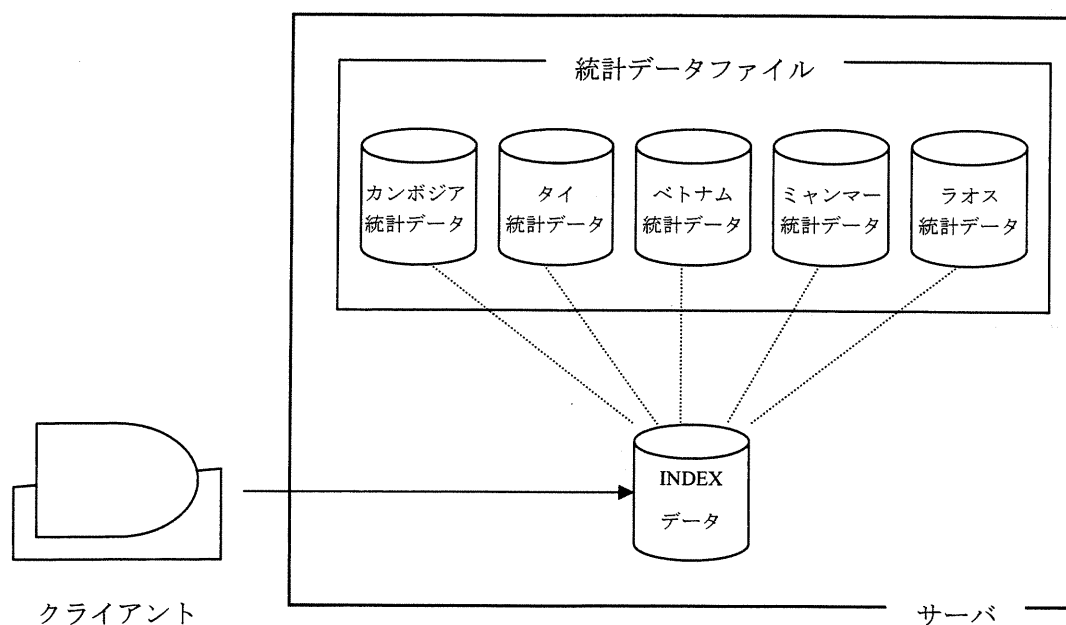 統計データファイル
カンボジア
統計データ
タイ
統計データ
ベトナム
統計データ
ミャンマー
統計データ
ラオス
統計データ
INDEX
データ
クライアント
サーバ